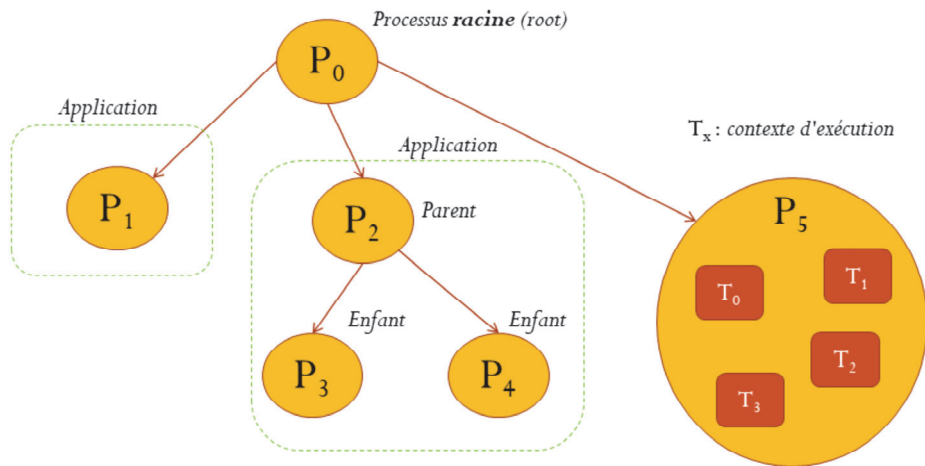 Processus racine (root)
P0
Application
P1
Application
P2
Parent
Enfant
Enfant
P3
P4
Tx : contexte d'exécution
P5
T0
T1
T2
T3